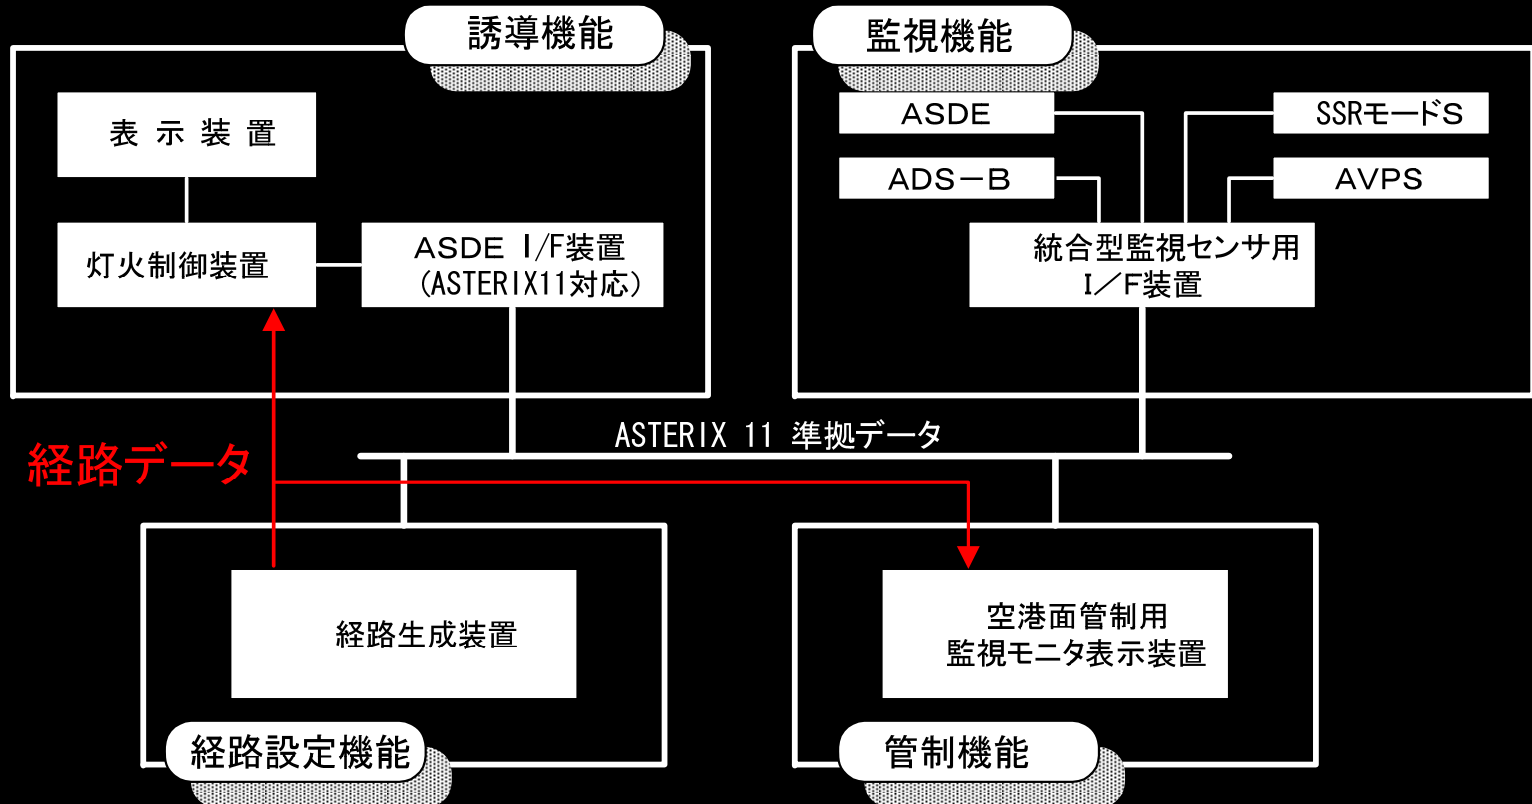 誘導機能
表 示 装 置
灯火制御装置
ASDE I/F装置
(ASTERIX11対応)
監視機能
ASDE
SSRモードS
ADS-B
AVPS
統合型監視センサ用
I/F装置
ASTERIX 11 準拠データ
経路データ
経路生成装置
経路設定機能
空港面管制用
監視モニタ表示装置
管制機能